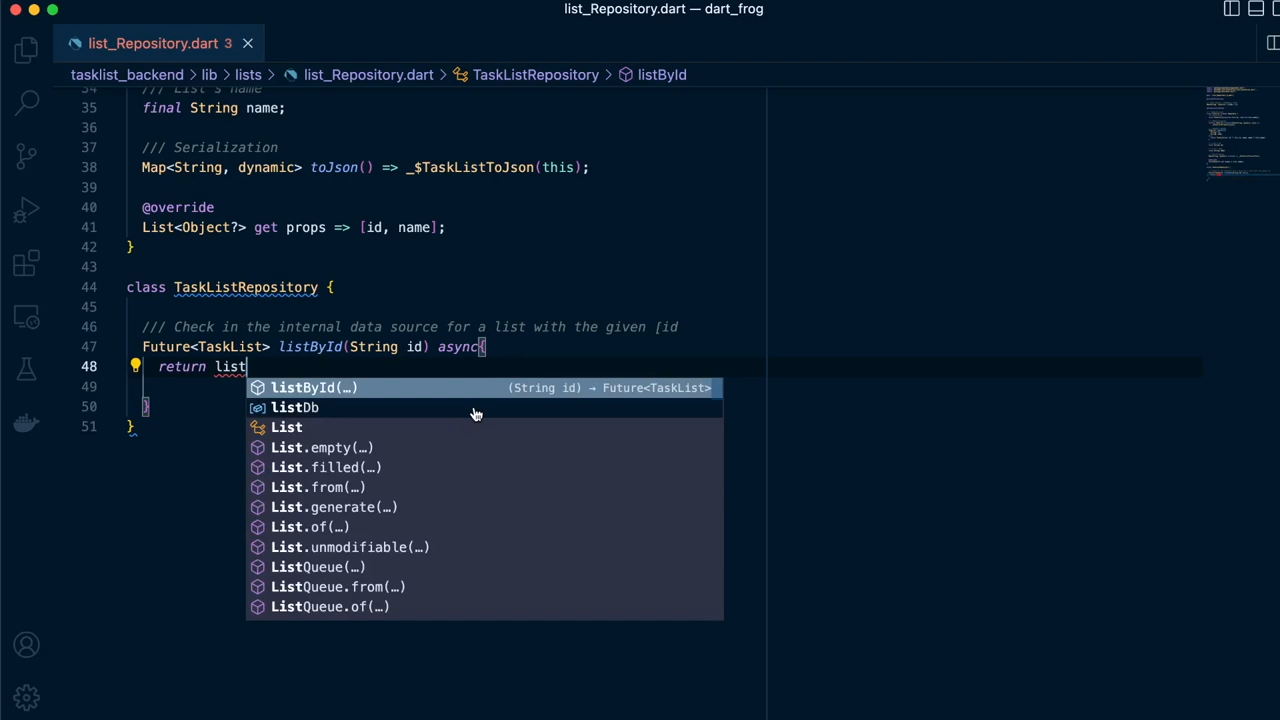 list_Repository.dart — dart_frog
list_Repository.dart 3
tasklist_backend > lib > lists > list_Repository.dart > TaskListRepository > listById
34 /// List's name
35 final String name;
36
37 /// Serialization
38 Map<String, dynamic> toJson() => _$TaskListToJson(this);
39
40 @override
41 List<Object?> get props => [id, name];
42 }
43
44 class TaskListRepository {
45
46 /// Check in the internal data source for a list with the given [id
47 Future<TaskList> listById(String id) async{
48 return list
49 listById(…) (String id) → Future<TaskList>
listDb
50 }
51 }
List
List.empty(…)
List.filled(…)
List.from(…)
List.generate(…)
List.of(…)
List.unmodifiable(…)
ListQueue(…)
ListQueue.from(…)
ListQueue.of(…)